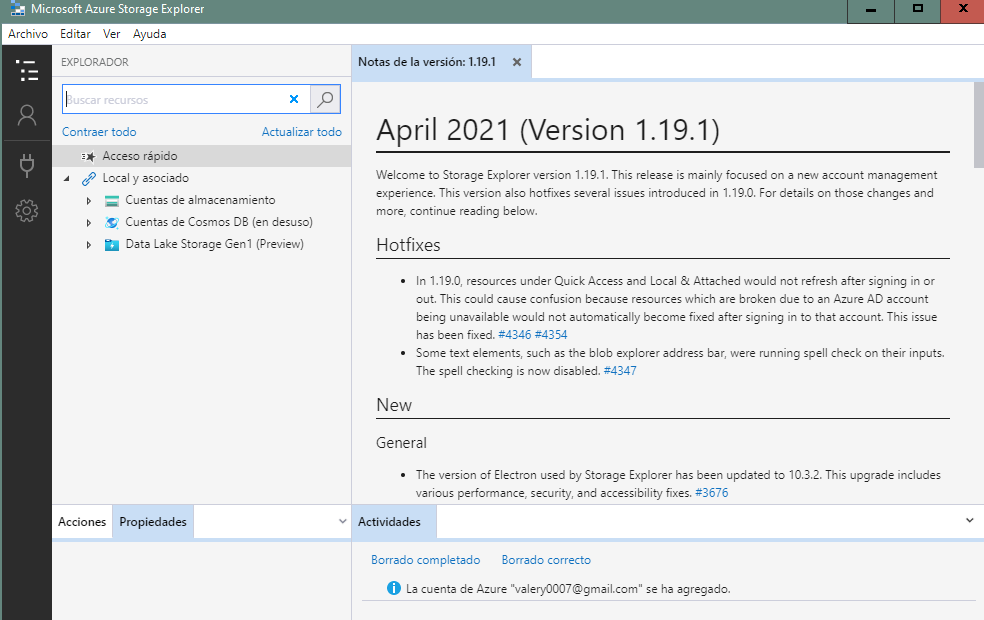 Microsoft Azure Storage Explorer
Archivo Editar Ver Ayuda
EXPLORADOR
Buscar recursos
Contraer todo Actualizar todo
Acceso rápido
Local y asociado
Cuentas de almacenamiento
Cuentas de Cosmos DB (en desuso)
Data Lake Storage Gen1 (Preview)
Notas de la versión: 1.19.1
April 2021 (Version 1.19.1)
Welcome to Storage Explorer version 1.19.1. This release is mainly focused on a new account management
experience. This version also hotfixes several issues introduced in 1.19.0. For details on those changes and
more, continue reading below.
Hotfixes
• In 1.19.0, resources under Quick Access and Local & Attached would not refresh after signing in or
out. This could cause confusion because resources which are broken due to an Azure AD account
being unavailable would not automatically become fixed after signing in to that account. This issue
has been fixed. #4346 #4354
• Some text elements, such as the blob explorer address bar, were running spell check on their inputs.
The spell checking is now disabled. #4347
New
General
• The version of Electron used by Storage Explorer has been updated to 10.3.2. This upgrade includes
various performance, security, and accessibility fixes. #3676
Acciones Propiedades
Actividades
Borrado completado Borrado correcto
La cuenta de Azure "valery0007@gmail.com" se ha agregado.